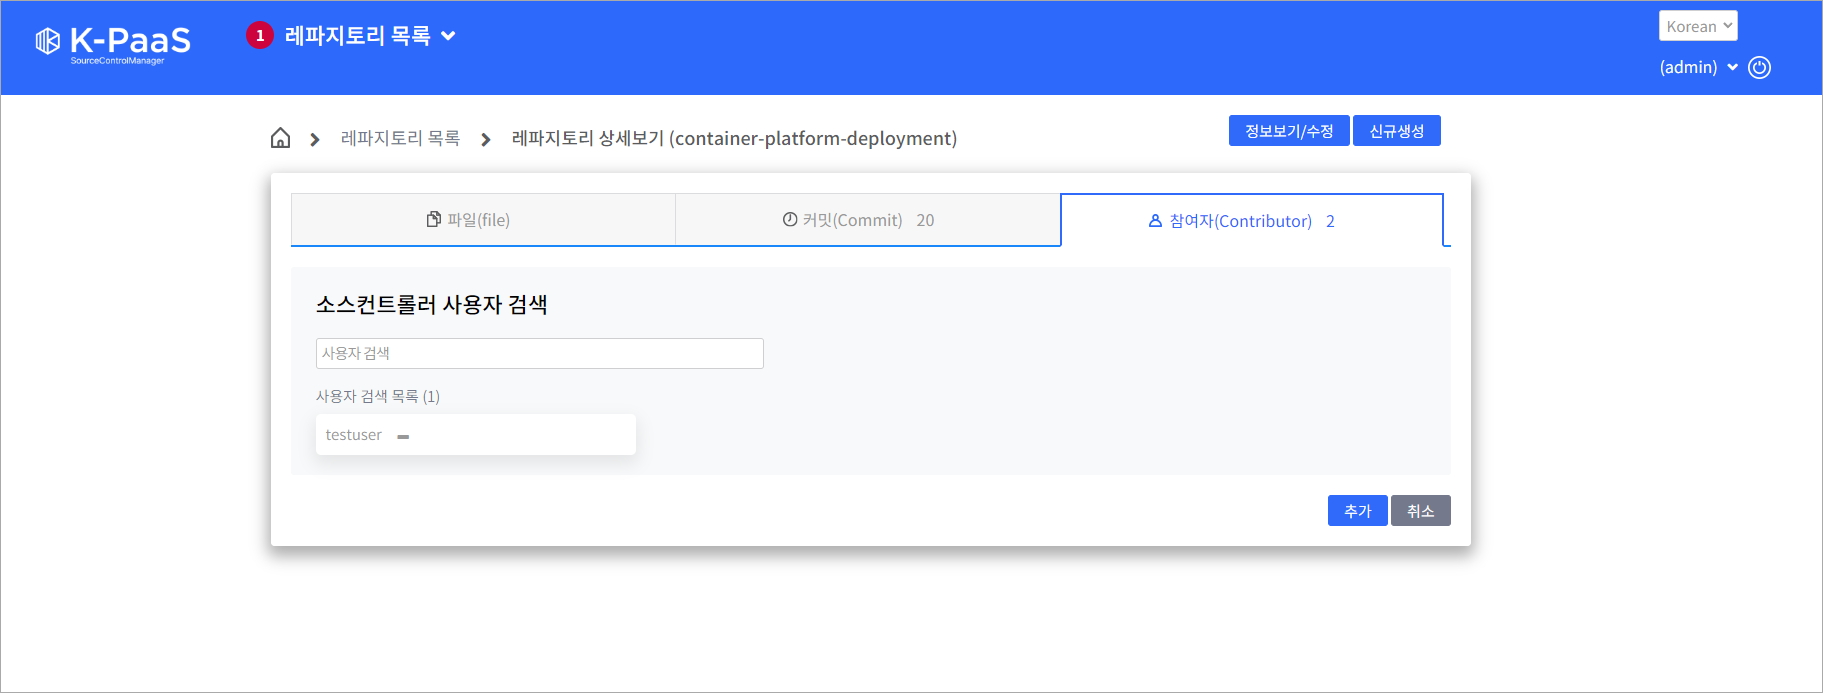 K-PaaS
SourceControlManager
1 레파지토리 목록
Korean
(admin)
레파지토리 목록 레파지토리 상세보기 (container-platform-deployment)
정보보기/수정 신규생성
파일(file) 커밋(Commit) 20 참여자(Contributor) 2
소스컨트롤러 사용자 검색
사용자 검색
사용자 검색 목록 (1)
testuser
추가 취소